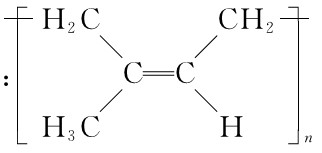 H₂C CH₂
: C=C
H₃C H n